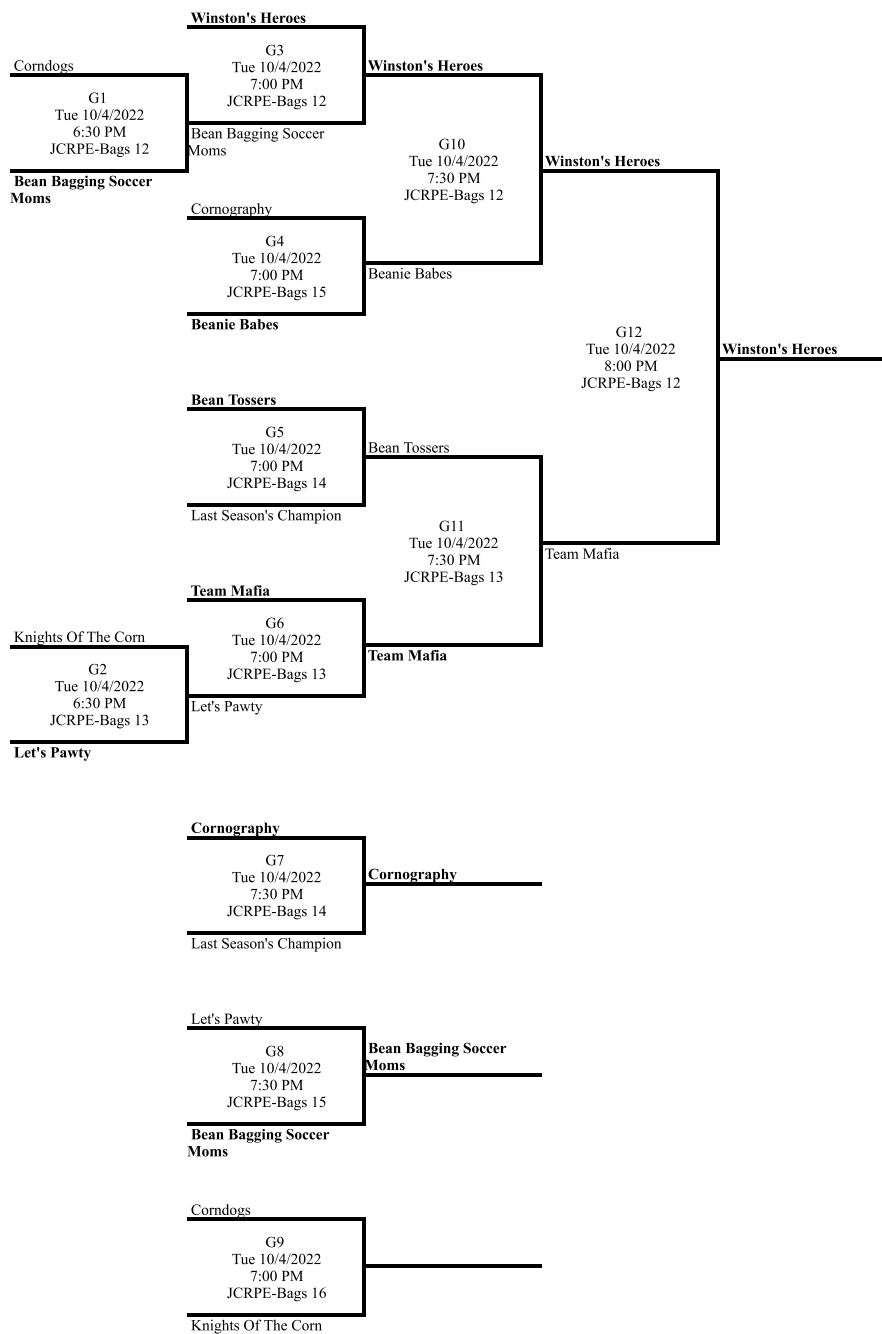 Winston's Heroes
G3
Tue 10/4/2022
7:00 PM
JCRPE-Bags 12
Bean Bagging Soccer
Moms
Corndogs
G1
Tue 10/4/2022
6:30 PM
JCRPE-Bags 12
Bean Bagging Soccer
Moms
Winston's Heroes
G10
Tue 10/4/2022
7:30 PM
JCRPE-Bags 12
Beanie Babes
Cornography
G4
Tue 10/4/2022
7:00 PM
JCRPE-Bags 15
Beanie Babes
Winston's Heroes
G12
Tue 10/4/2022
8:00 PM
JCRPE-Bags 12
Team Mafia
Winston's Heroes
Bean Tossers
G5
Tue 10/4/2022
7:00 PM
JCRPE-Bags 14
Last Season's Champion
Bean Tossers
G11
Tue 10/4/2022
7:30 PM
JCRPE-Bags 13
Team Mafia
Team Mafia
G6
Tue 10/4/2022
7:00 PM
JCRPE-Bags 13
Let's Pawty
Knights Of The Corn
G2
Tue 10/4/2022
6:30 PM
JCRPE-Bags 13
Let's Pawty
Cornography
G7
Tue 10/4/2022
7:30 PM
JCRPE-Bags 14
Last Season's Champion
Cornography
Let's Pawty
G8
Tue 10/4/2022
7:30 PM
JCRPE-Bags 15
Bean Bagging Soccer
Moms
Bean Bagging Soccer
Moms
Corndogs
G9
Tue 10/4/2022
7:00 PM
JCRPE-Bags 16
Knights Of The Corn